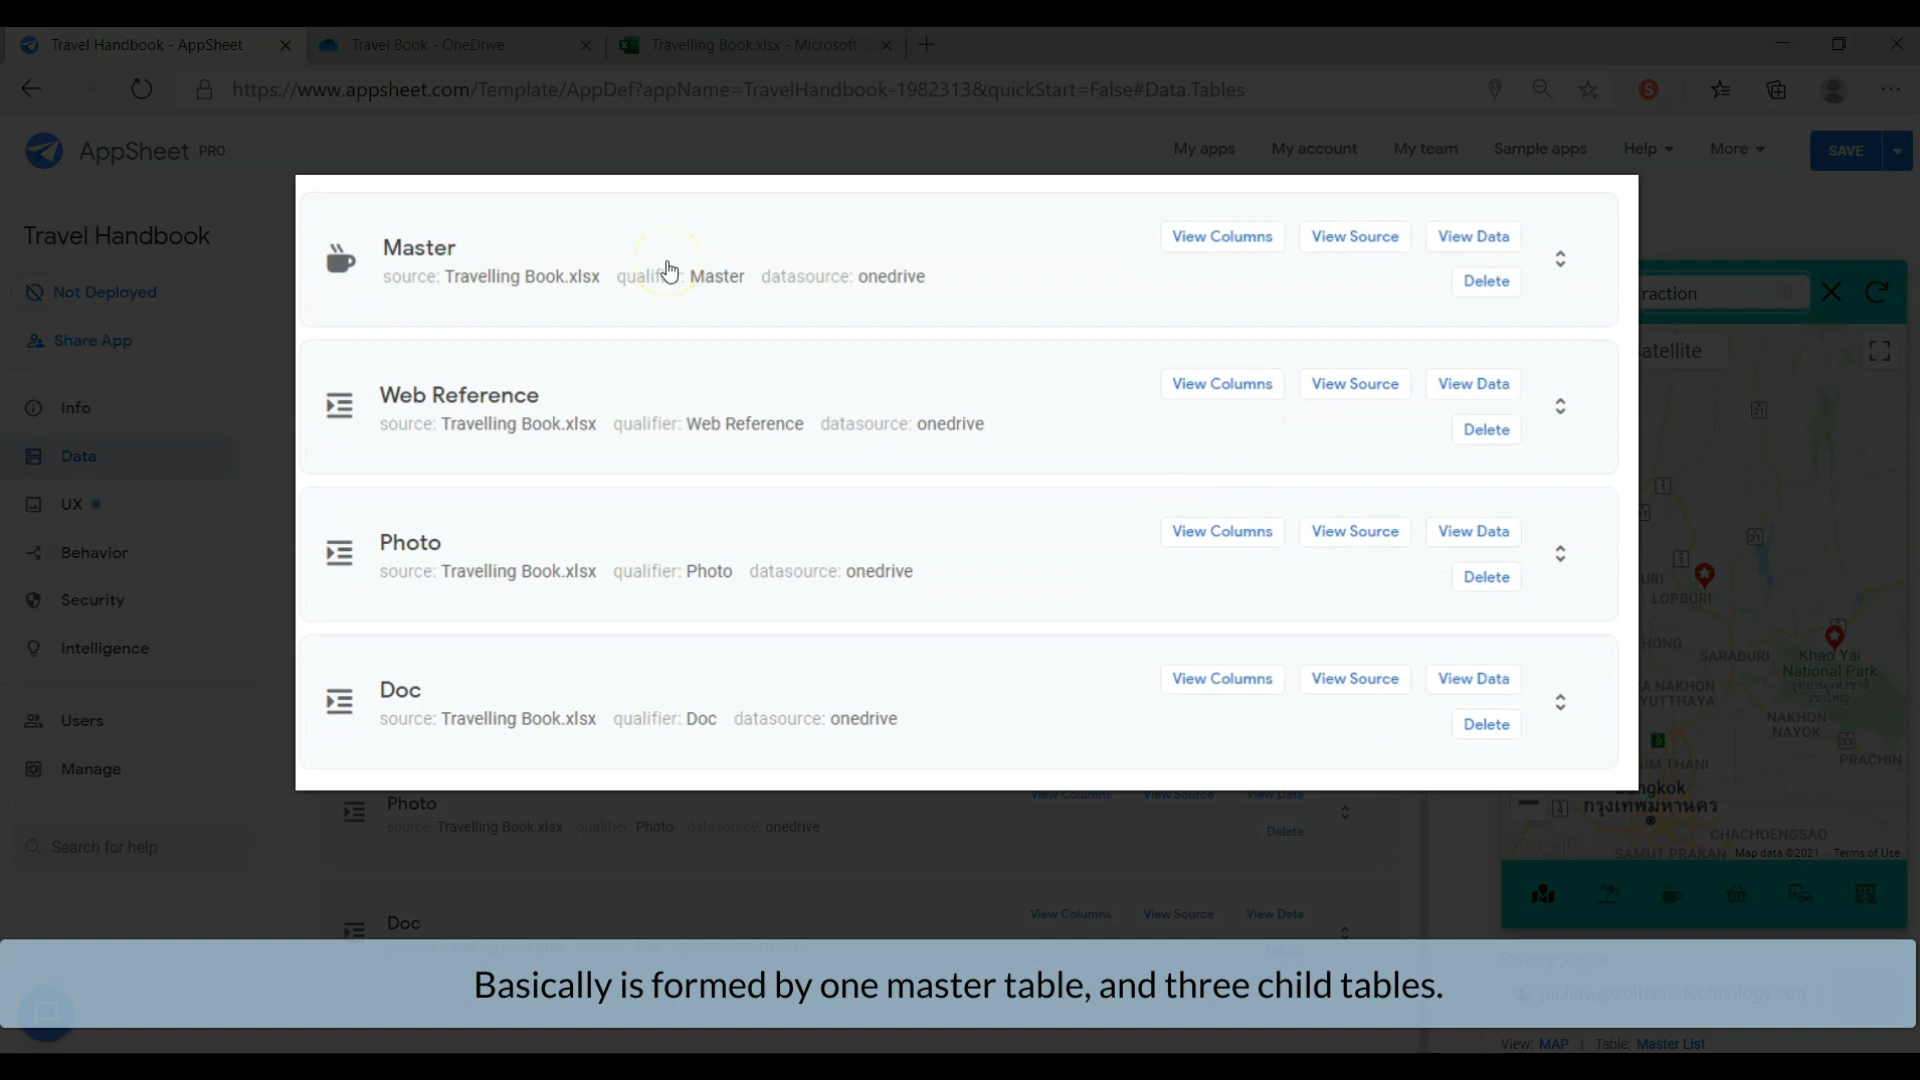 Travel Handbook - AppSheet
Travel Book - OneDrive
Travelling Book.xlsx - Microsoft
https://www.appsheet.com/Template/AppDef?appName=TravelHandbook-1982313&quickStart=False#Data.Tables
AppSheet PRO
My apps My account My team Sample apps Help More SAVE
Travel Handbook
Not Deployed
Share App
Info
Data
UX
Behavior
Security
Intelligence
Users
Manage
Search for help
Master
source: Travelling Book.xlsx qualifier: Master datasource: onedrive
View Columns View Source View Data
Delete
Web Reference
source: Travelling Book.xlsx qualifier: Web Reference datasource: onedrive
View Columns View Source View Data
Delete
Photo
source: Travelling Book.xlsx qualifier: Photo datasource: onedrive
View Columns View Source View Data
Delete
Doc
source: Travelling Book.xlsx qualifier: Doc datasource: onedrive
View Columns View Source View Data
Delete
Photo
source: Travelling Book.xlsx qualifier: Photo datasource: onedrive
View Columns View Source View Data
Delete
Doc
View Columns View Source View Data
raction
atellite
LOPBURI
SARABURI
Khao Yai
National Park
NAKHON
NAYOK
PRACHIN
Bangkok
กรุงเทพมหานคร
CHACHOENGSAO
SAMUT PRAKAN Map data ©2021 Terms of Use
Basically is formed by one master table, and three child tables.
View: MAP | Table: Master List